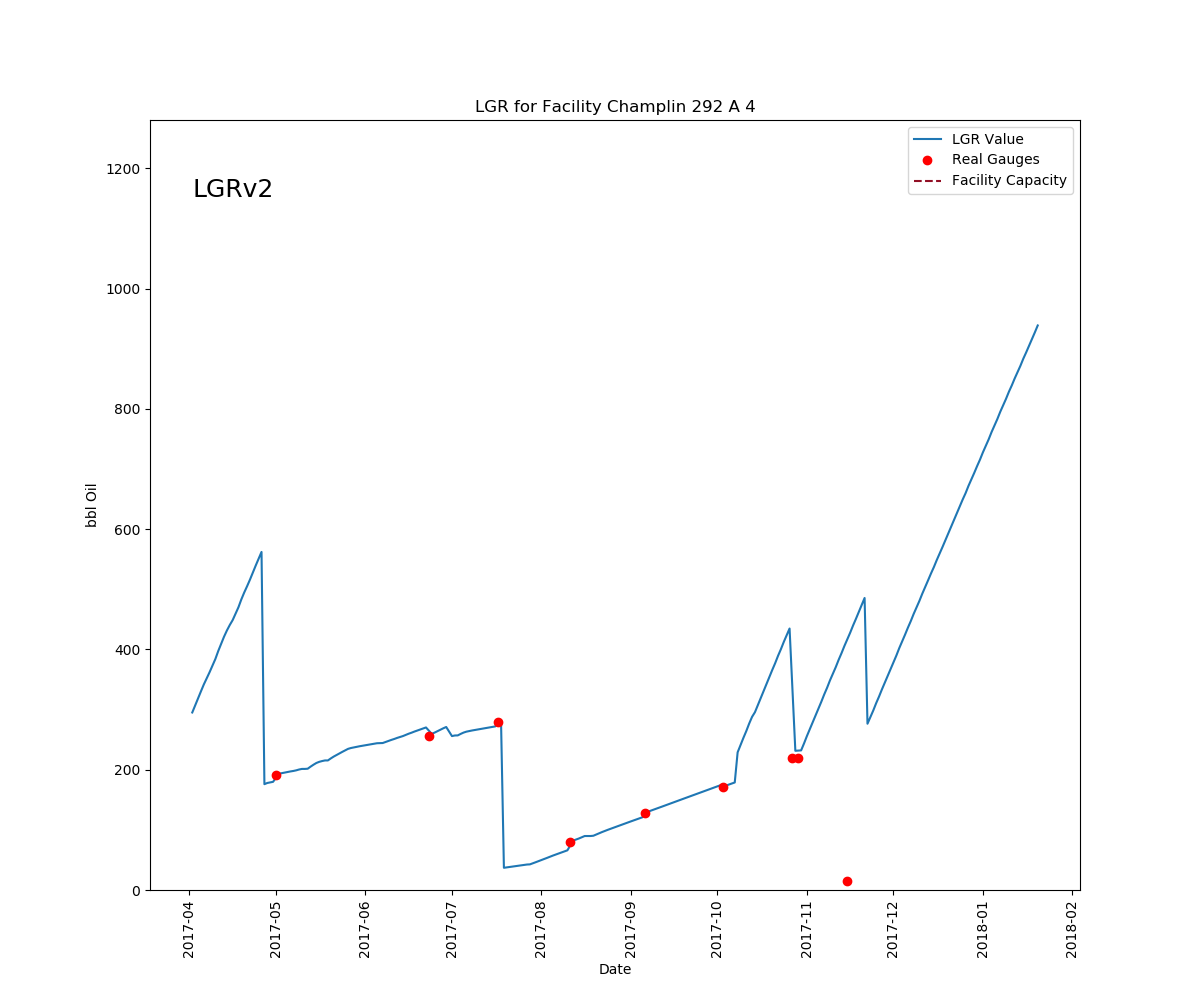 LGR for Facility Champlin 292 A 4
LGRv2
LGR Value
Real Gauges
Facility Capacity
bbl Oil
1200
1000
800
600
400
200
0
2017-04
2017-05
2017-06
2017-07
2017-08
2017-09
2017-10
2017-11
2017-12
2018-01
2018-02
Date